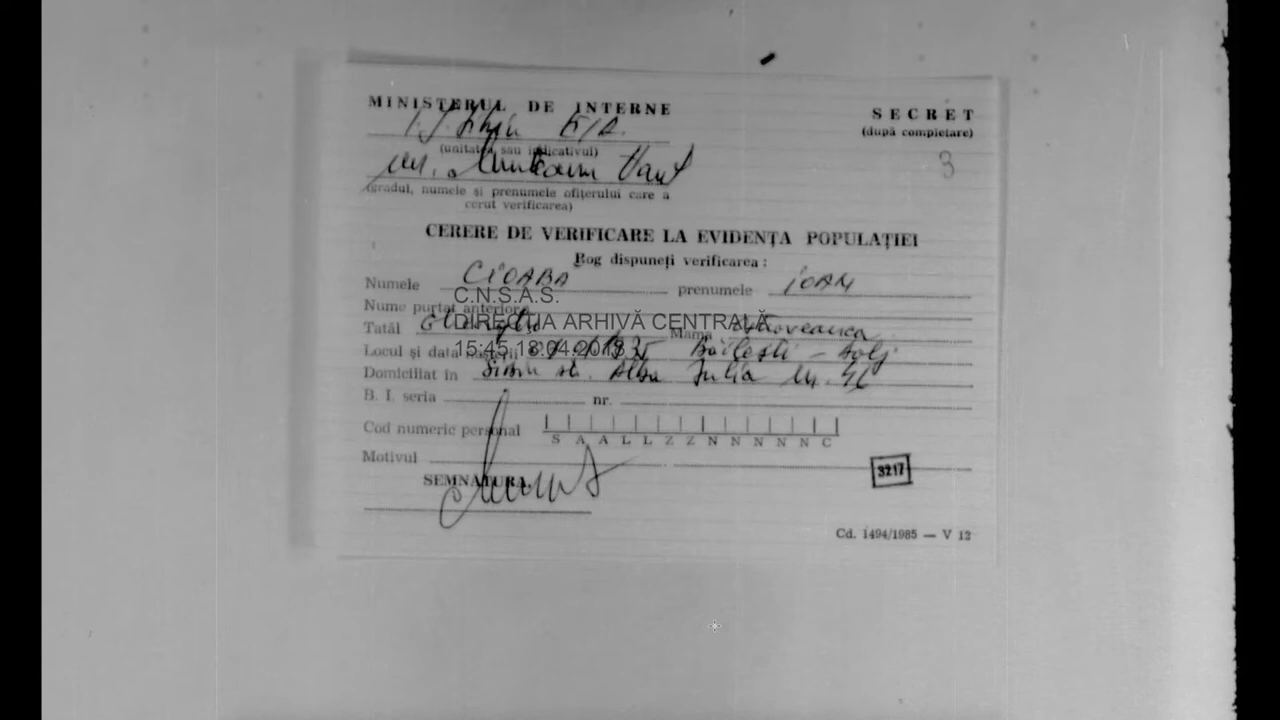 MINISTERUL DE INTERNE
SECRET
(după completare)
I.J. Sibiu
(unitatea sau indicativul)
3
(gradul, numele și prenumele ofițerului care a
cerut verificarea)
CERERE DE VERIFICARE LA EVIDENȚA POPULAȚIEI
Rog dispuneți verificarea :
Numele CIOABA prenumele IOAN
C.N.S.A.S.
Nume purtat anterior
DIRECȚIA ARHIVĂ CENTRALĂ
Tatăl Mama
15:45 18.04.2018
Locul și data nașterii Băilești - Dolj
Domiciliat în Sibiu str. Alba Iulia nr.
B. I. seria nr.
Cod numeric personal
S A A L L Z Z N N N N N C
Motivul
3217
SEMNĂTURA
Cd. 1494/1985 — V 12